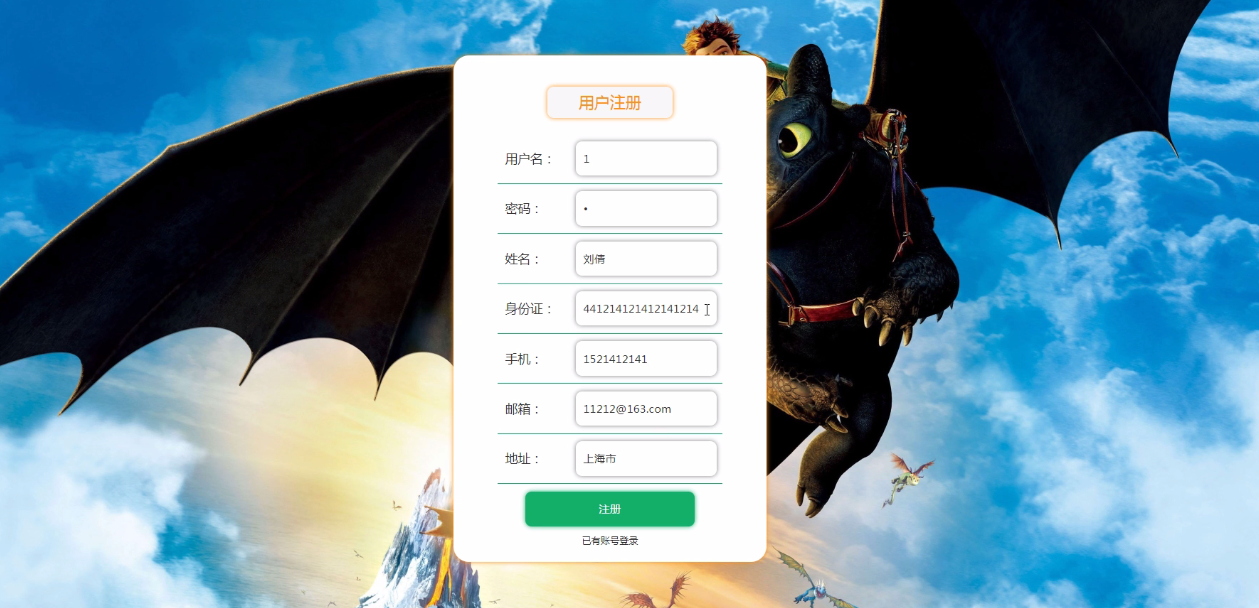 用户注册
用户名： 1
密码： •
姓名： 刘倩
身份证： 441214121412141214
手机： 1521412141
邮箱： 11212@163.com
地址： 上海市
注册
已有账号登录